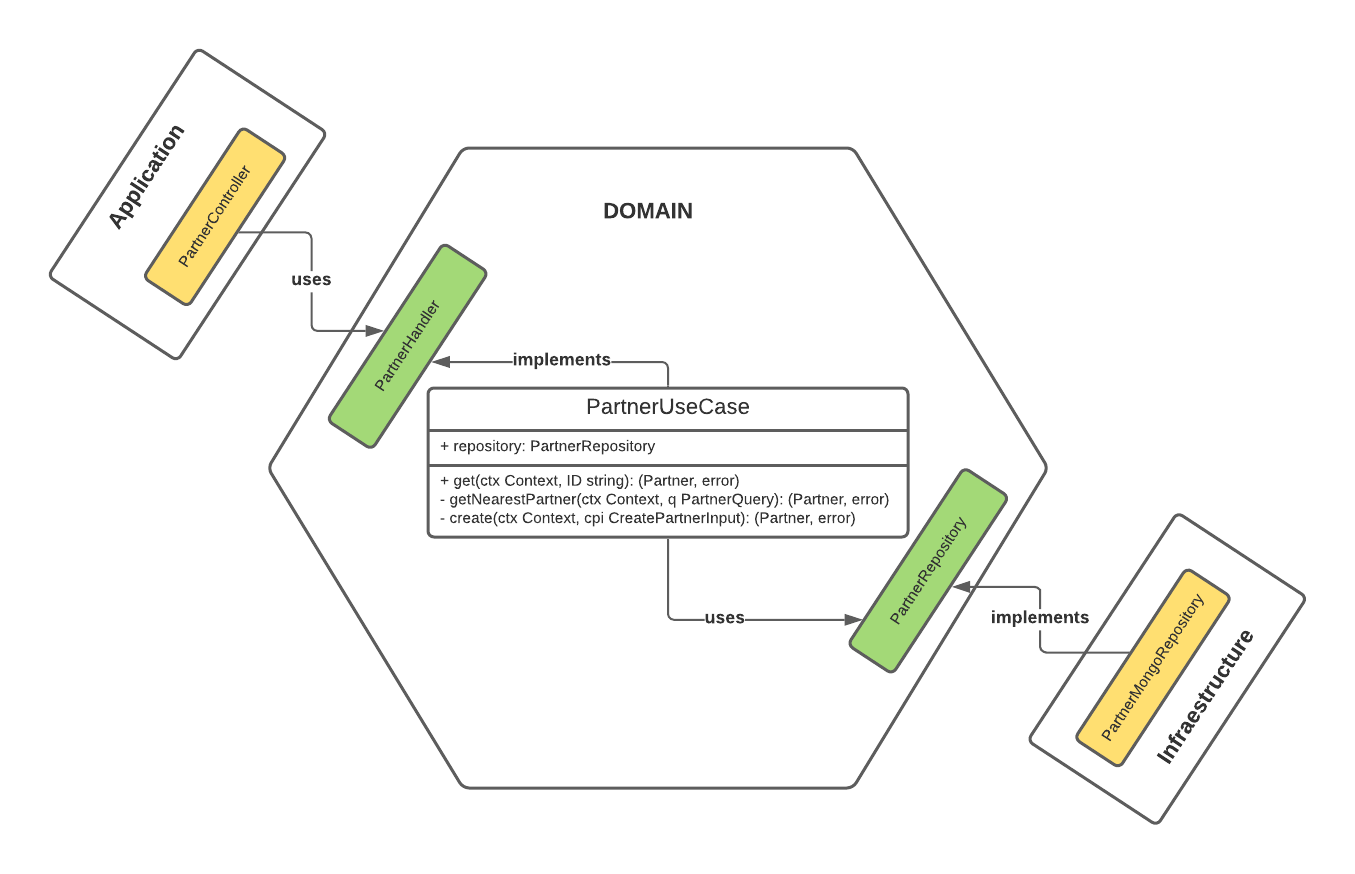 Application
PartnerController
uses
DOMAIN
PartnerHandler
implements
PartnerUseCase
+ repository: PartnerRepository
+ get(ctx Context, ID string): (Partner, error)
- getNearestPartner(ctx Context, q PartnerQuery): (Partner, error)
- create(ctx Context, cpi CreatePartnerInput): (Partner, error)
uses
PartnerRepository
implements
PartnerMongoRepository
Infraestructure